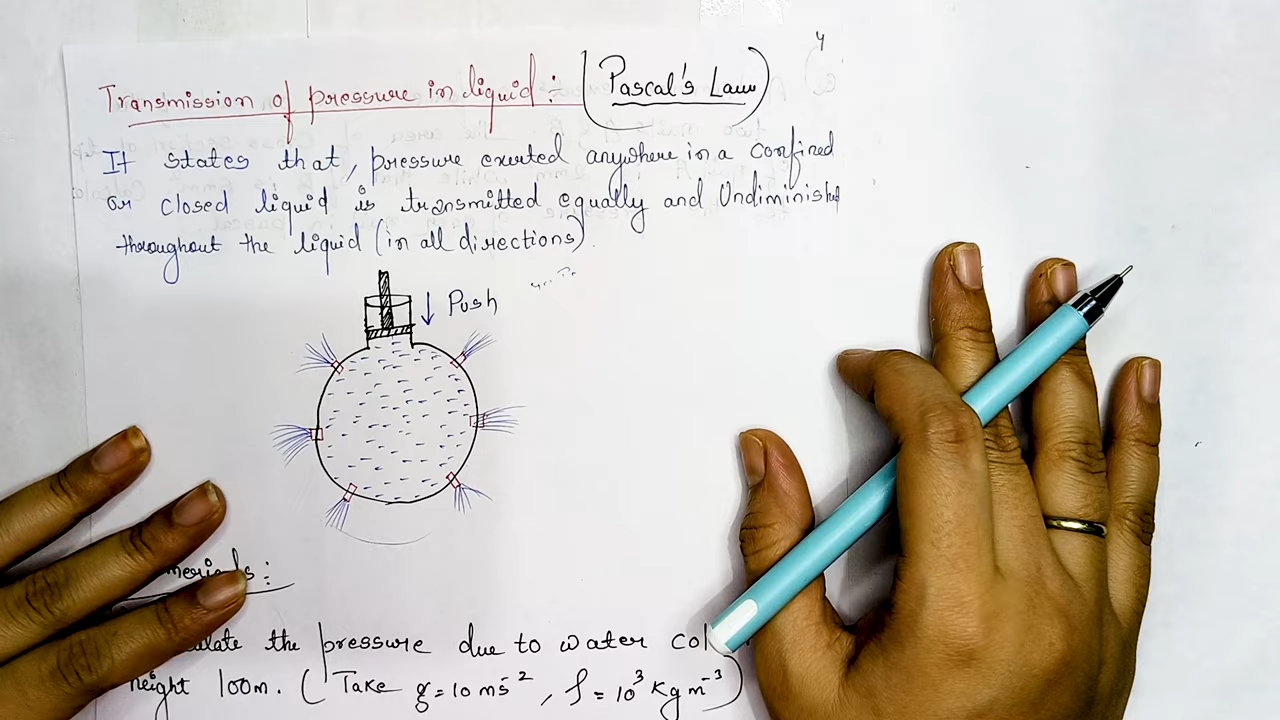 Transmission of pressure in liquid :- (Pascal's Law)
It states that, pressure exerted anywhere in a confined
or closed liquid is transmitted equally and Undiminished
throughout the liquid (in all directions).
Push
the pressure due to water
height 100m. (Take g = 10 ms⁻², ρ = 10³ Kg m⁻³)